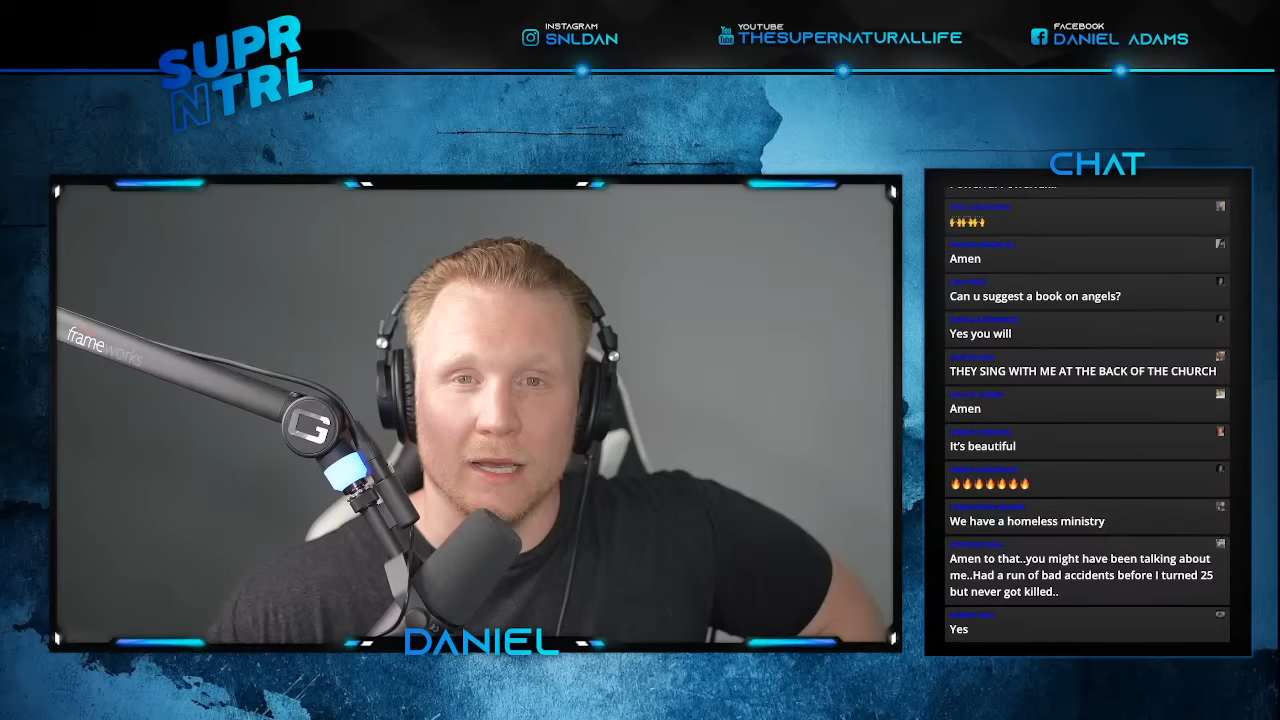 SUPR
NTRL
INSTAGRAM
SNLDAN
YOUTUBE
You
Tube
THESUPERNATURALLIFE
FACEBOOK
DANIEL ADAMS
CHAT
Amen
Can u suggest a book on angels?
Yes you will
THEY SING WITH ME AT THE BACK OF THE CHURCH
Amen
It's beautiful
We have a homeless ministry
Amen to that..you might have been talking about
me..Had a run of bad accidents before I turned 25
but never got killed..
Yes
frameworks
G
DANIEL